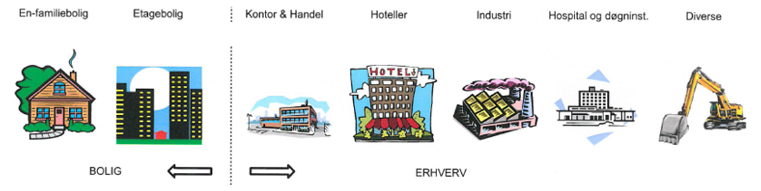 En-familiebolig
Etagebolig
Kontor & Handel
Hoteller
Industri
Hospital og døgninst.
Diverse
HOTEL
BOLIG
ERHVERV